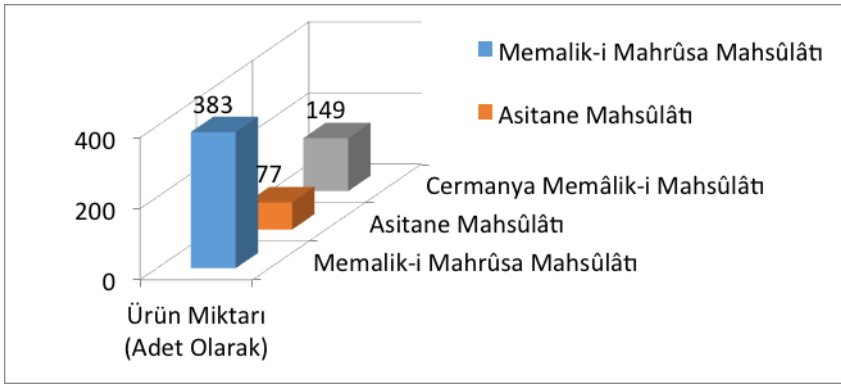 383
149
77
400
200
0
Ürün Miktarı
(Adet Olarak)
Memalik-i Mahrûsa Mahsûlâtı
Asitane Mahsûlâtı
Cermanya Memâlik-i Mahsûlâtı
Asitane Mahsûlâtı
Memalik-i Mahrûsa Mahsûlâtı